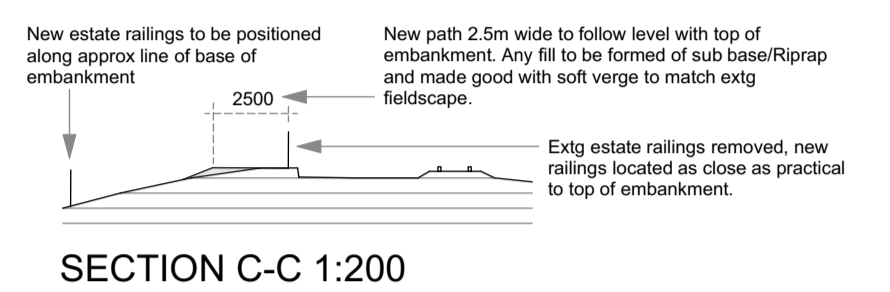 New estate railings to be positioned
along approx line of base of
embankment
New path 2.5m wide to follow level with top of
embankment. Any fill to be formed of sub base/Riprap
and made good with soft verge to match extg
fieldscape.
2500
Extg estate railings removed, new
railings located as close as practical
to top of embankment.
SECTION C-C 1:200